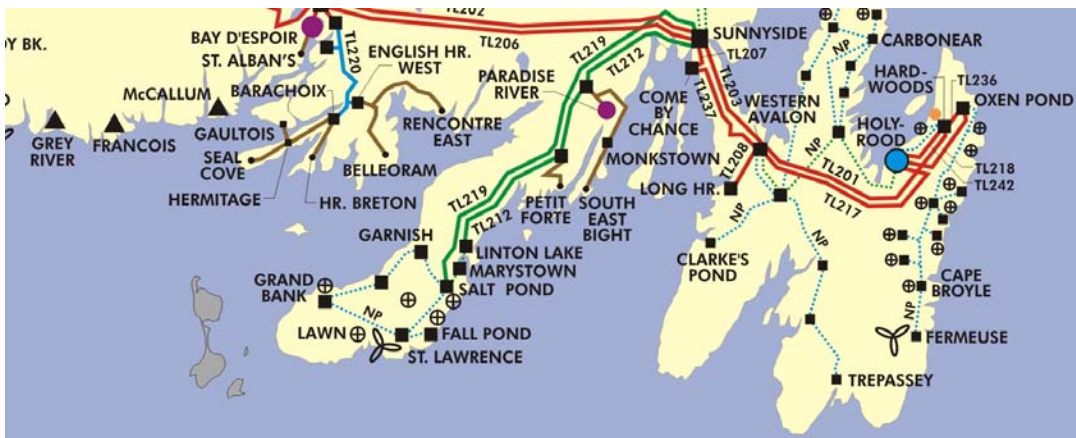 TL202
TL206
BAY D'ESPOIR
ST. ALBAN'S
TL220
ENGLISH HR.
WEST
McCALLUM
BARACHOIX
GREY
RIVER
FRANCOIS
GAULTOIS
SEAL
COVE
HERMITAGE
HR. BRETON
BELLEORAM
RENCONTRE
EAST
PARADISE
RIVER
TL219
TL212
SUNNYSIDE
TL207
COME
BY
CHANCE
TL237
TL203
WESTERN
AVALON
MONKSTOWN
TL208
LONG HR.
NP
CARBONEAR
NP
HARD-
WOODS
TL236
OXEN POND
HOLY-
ROOD
TL218
TL242
TL201
TL217
PETIT
FORTE
SOUTH
EAST
BIGHT
TL219
TL212
GARNISH
LINTON LAKE
MARYSTOWN
SALT POND
GRAND
BANK
NP
LAWN
FALL POND
ST. LAWRENCE
NP
CLARKE'S
POND
NP
NP
CAPE
BROYLE
NP
FERMEUSE
TREPASSEY